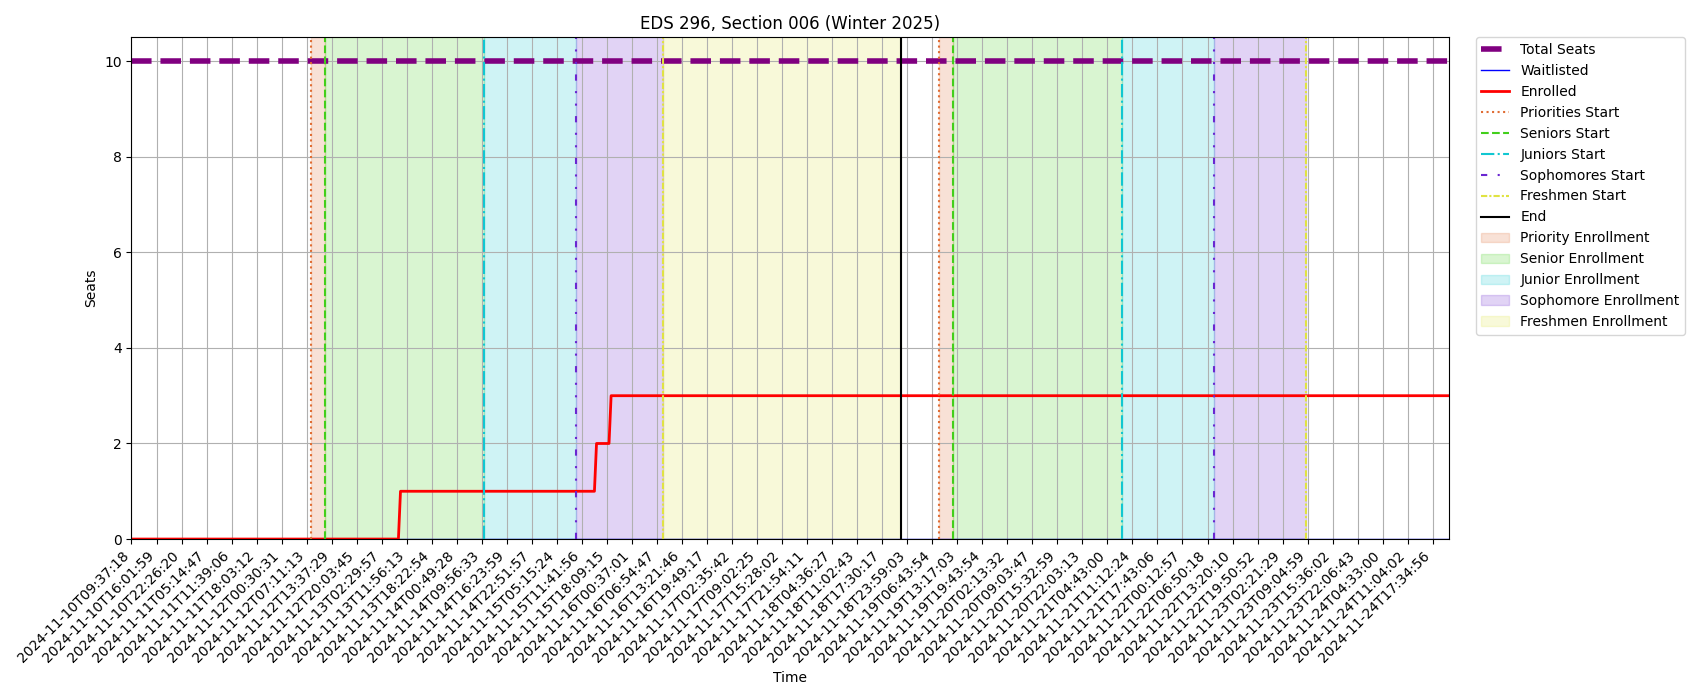 EDS 296, Section 006 (Winter 2025)
Seats
10
8
6
4
2
0
Total Seats
Waitlisted
Enrolled
Priorities Start
Seniors Start
Juniors Start
Sophomores Start
Freshmen Start
End
Priority Enrollment
Senior Enrollment
Junior Enrollment
Sophomore Enrollment
Freshmen Enrollment
2024-11-10T09:37:18
2024-11-10T16:01:59
2024-11-10T22:26:20
2024-11-11T05:14:47
2024-11-11T11:39:06
2024-11-11T18:03:12
2024-11-12T00:30:31
2024-11-12T07:11:13
2024-11-12T13:37:29
2024-11-12T20:03:45
2024-11-13T02:29:57
2024-11-13T11:56:13
2024-11-13T18:22:54
2024-11-14T00:49:28
2024-11-14T09:56:33
2024-11-14T16:23:59
2024-11-14T22:51:57
2024-11-15T05:15:24
2024-11-15T11:41:56
2024-11-15T18:09:15
2024-11-16T00:37:01
2024-11-16T06:54:47
2024-11-16T13:21:46
2024-11-16T19:49:17
2024-11-17T02:35:42
2024-11-17T09:02:25
2024-11-17T15:28:02
2024-11-17T21:54:11
2024-11-18T04:36:27
2024-11-18T11:02:43
2024-11-18T17:30:17
2024-11-18T23:59:03
2024-11-19T06:43:54
2024-11-19T13:17:03
2024-11-19T19:43:54
2024-11-20T02:13:32
2024-11-20T09:03:47
2024-11-20T15:32:59
2024-11-20T22:03:13
2024-11-21T04:43:00
2024-11-21T11:12:24
2024-11-21T17:43:06
2024-11-22T00:12:57
2024-11-22T06:50:18
2024-11-22T13:20:10
2024-11-22T19:50:52
2024-11-23T02:21:29
2024-11-23T09:04:59
2024-11-23T15:36:02
2024-11-23T22:06:43
2024-11-24T04:33:00
2024-11-24T11:04:02
2024-11-24T17:34:56
Time